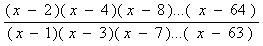 ( x − 2)( x − 4)( x − 8)...( x − 64 )
( x − 1)( x − 3)( x − 7)...( x − 63)